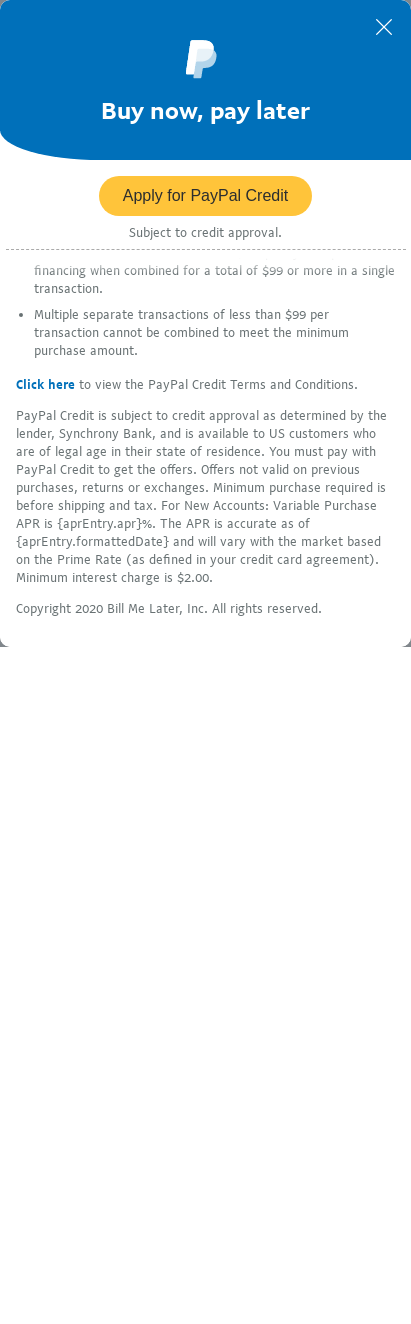 Buy now, pay later
Apply for PayPal Credit
Subject to credit approval.
financing when combined for a total of $99 or more in a single
transaction.
• Multiple separate transactions of less than $99 per
transaction cannot be combined to meet the minimum
purchase amount.
Click here to view the PayPal Credit Terms and Conditions.
PayPal Credit is subject to credit approval as determined by the
lender, Synchrony Bank, and is available to US customers who
are of legal age in their state of residence. You must pay with
PayPal Credit to get the offers. Offers not valid on previous
purchases, returns or exchanges. Minimum purchase required is
before shipping and tax. For New Accounts: Variable Purchase
APR is {aprEntry.apr}%. The APR is accurate as of
{aprEntry.formattedDate} and will vary with the market based
on the Prime Rate (as defined in your credit card agreement).
Minimum interest charge is $2.00.
Copyright 2020 Bill Me Later, Inc. All rights reserved.